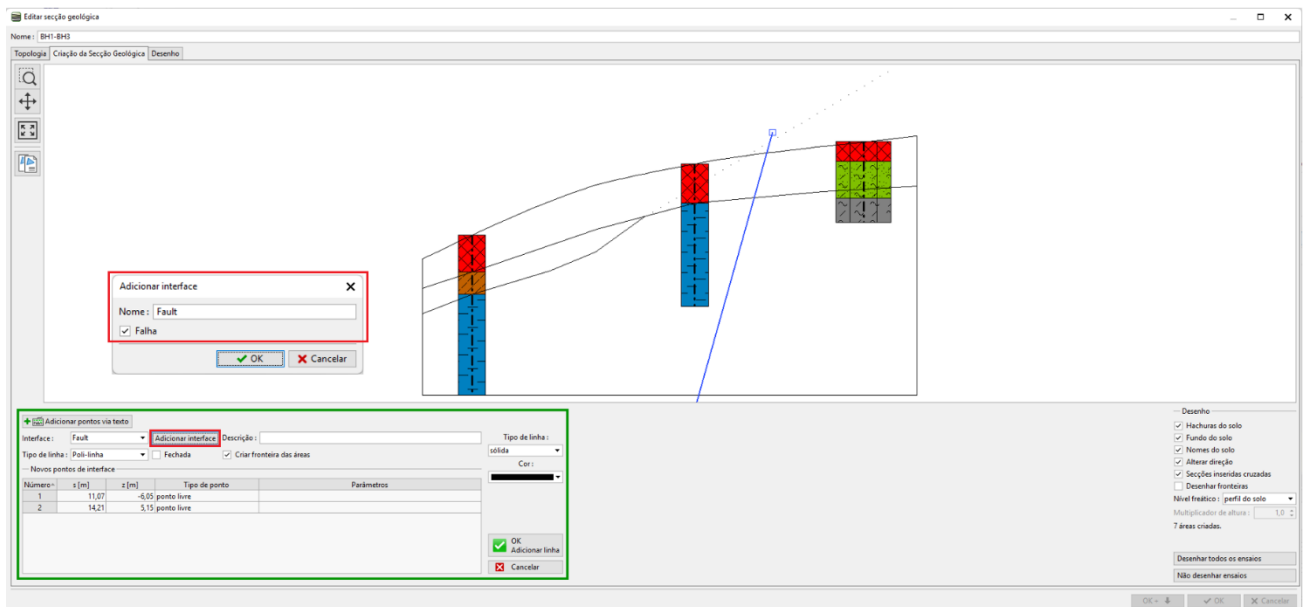 Editar secção geológica
Nome : BH1-BH3
Topologia Criação da Secção Geológica Desenho
Adicionar interface
Nome : Fault
Falha
OK Cancelar
Adicionar pontos via texto
Interface : Fault Adicionar interface Descrição :
Tipo de linha : Poli-linha Fechada Criar fronteira das áreas
Novos pontos de interface
Número s [m] z [m] Tipo de ponto Parâmetros
1 11,07 -6,05 ponto livre
2 14,21 5,15 ponto livre
Tipo de linha :
sólida
Cor :
OK
Adicionar linha
Cancelar
Desenho
Hachuras do solo
Fundo do solo
Nomes do solo
Alterar direção
Secções inseridas cruzadas
Desenhar fronteiras
Nível freático : perfil do solo
Multiplicador de altura : 1,0
7 áreas criadas.
Desenhar todos os ensaios
Não desenhar ensaios
OK + OK Cancelar